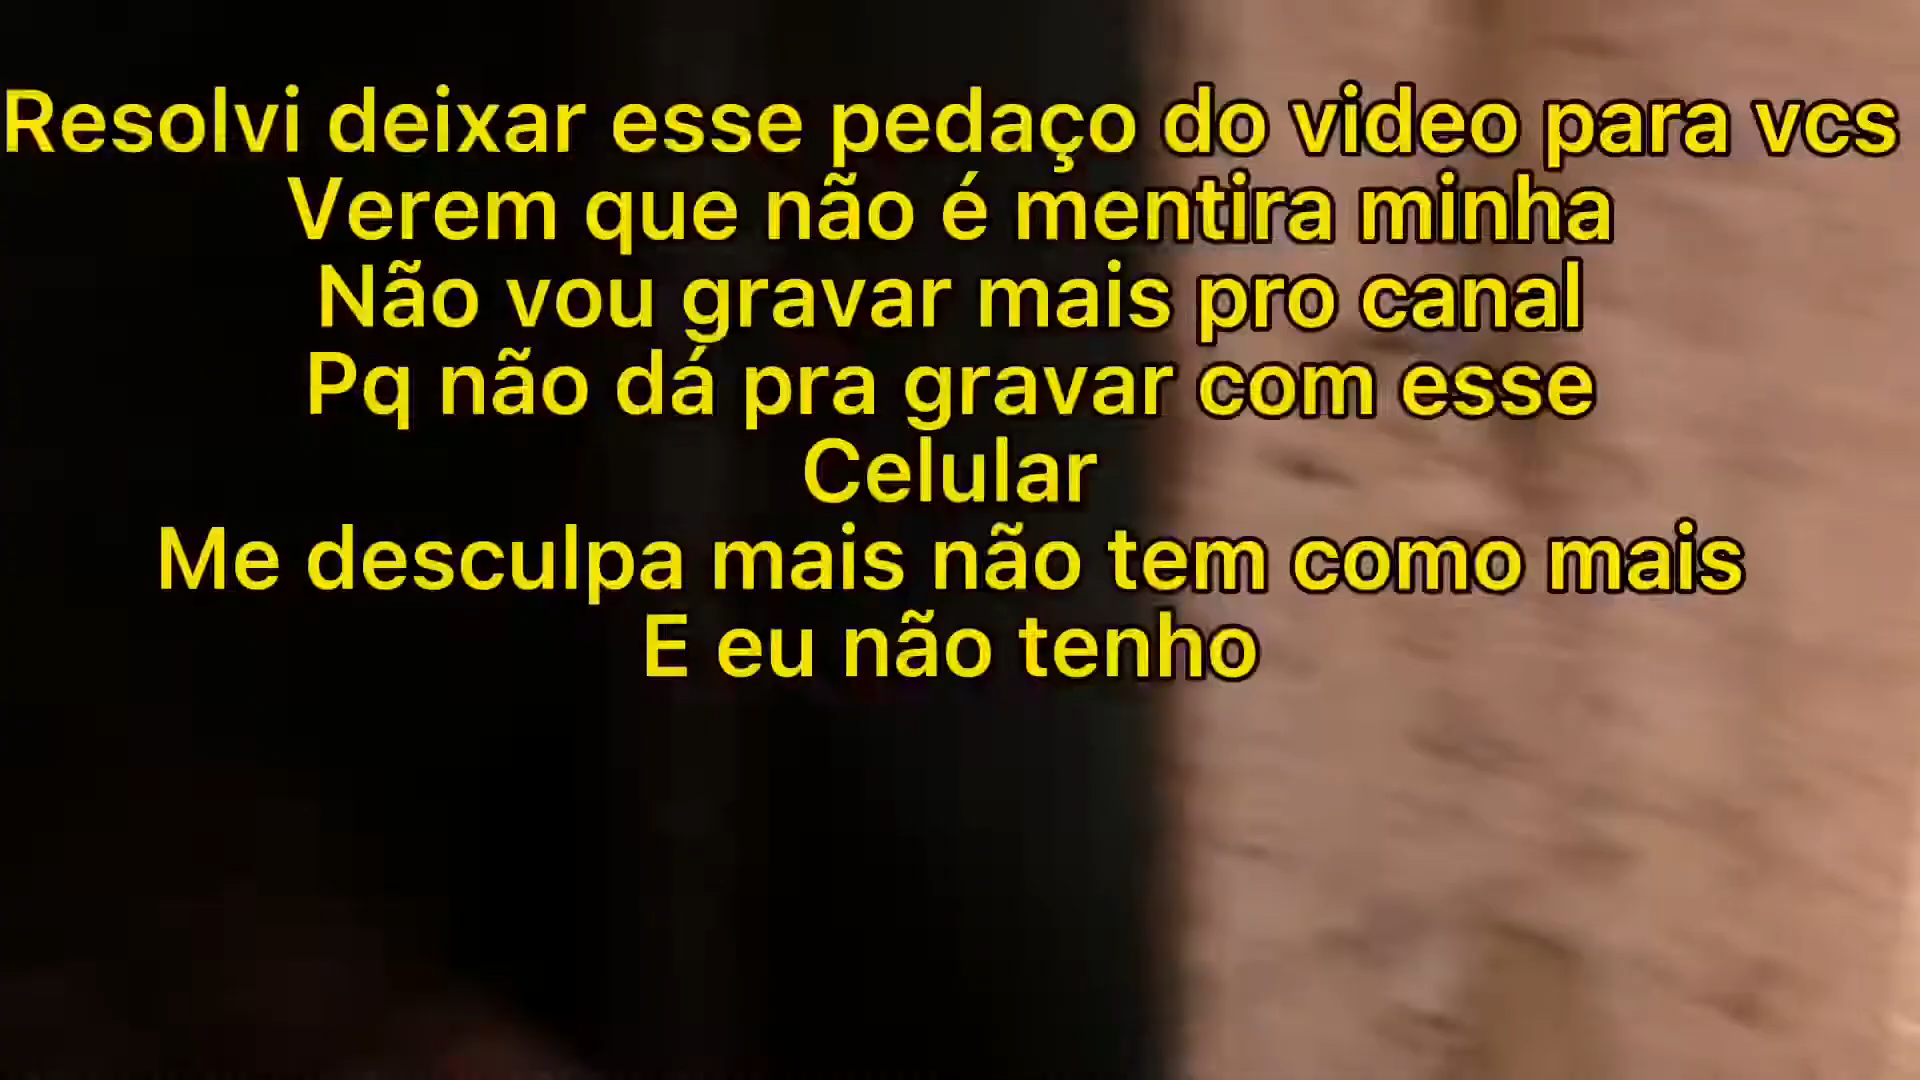 Resolvi deixar esse pedaço do video para vcs
Verem que não é mentira minha
Não vou gravar mais pro canal
Pq não dá pra gravar com esse
Celular
Me desculpa mais não tem como mais
E eu não tenho